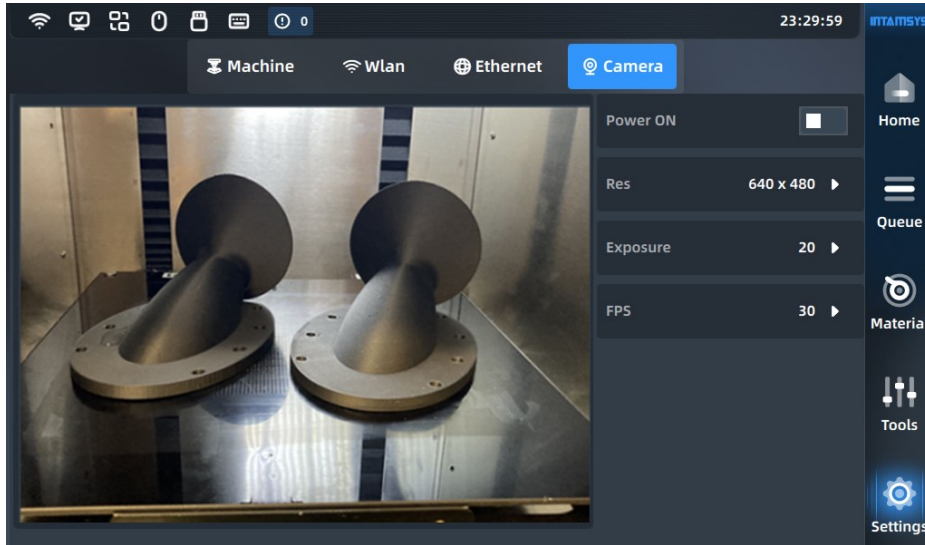 0
23:29:59
INTAMSYS
Machine
Wlan
Ethernet
Camera
Power ON
Res
640 x 480
Exposure
20
FPS
30
Home
Queue
Materia
Tools
Settings